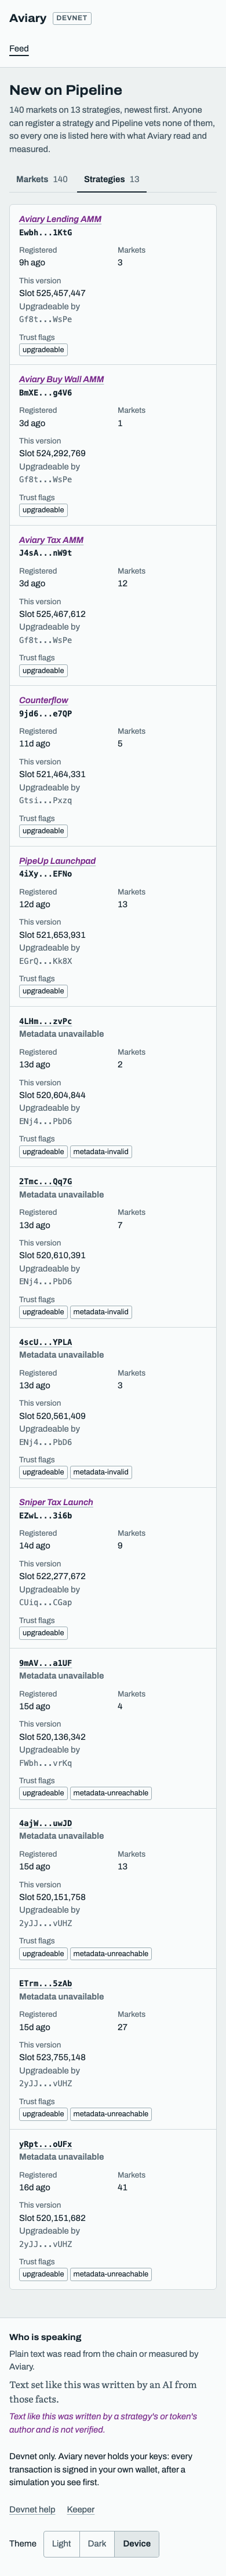 Aviary DEVNET
Feed
New on Pipeline
140 markets on 13 strategies, newest first. Anyone
can register a strategy and Pipeline vets none of them,
so every one is listed here with what Aviary read and
measured.
Markets 140 Strategies 13
Aviary Lending AMM
Ewbh...1KtG
Registered Markets
9h ago 3
This version
Slot 525,457,447
Upgradeable by
Gf8t...WsPe
Trust flags
upgradeable
Aviary Buy Wall AMM
BmXE...g4V6
Registered Markets
3d ago 1
This version
Slot 524,292,769
Upgradeable by
Gf8t...WsPe
Trust flags
upgradeable
Aviary Tax AMM
J4sA...nW9t
Registered Markets
3d ago 12
This version
Slot 525,467,612
Upgradeable by
Gf8t...WsPe
Trust flags
upgradeable
Counterflow
9jd6...e7QP
Registered Markets
11d ago 5
This version
Slot 521,464,331
Upgradeable by
Gtsi...Pxzq
Trust flags
upgradeable
PipeUp Launchpad
4iXy...EFNo
Registered Markets
12d ago 13
This version
Slot 521,653,931
Upgradeable by
EGrQ...Kk8X
Trust flags
upgradeable
4LHm...zvPc
Metadata unavailable
Registered Markets
13d ago 2
This version
Slot 520,604,844
Upgradeable by
ENj4...PbD6
Trust flags
upgradeable metadata-invalid
2Tmc...Qq7G
Metadata unavailable
Registered Markets
13d ago 7
This version
Slot 520,610,391
Upgradeable by
ENj4...PbD6
Trust flags
upgradeable metadata-invalid
4scU...YPLA
Metadata unavailable
Registered Markets
13d ago 3
This version
Slot 520,561,409
Upgradeable by
ENj4...PbD6
Trust flags
upgradeable metadata-invalid
Sniper Tax Launch
EZwL...3i6b
Registered Markets
14d ago 9
This version
Slot 522,277,672
Upgradeable by
CUiq...CGap
Trust flags
upgradeable
9mAV...a1UF
Metadata unavailable
Registered Markets
15d ago 4
This version
Slot 520,136,342
Upgradeable by
FWbh...vrKq
Trust flags
upgradeable metadata-unreachable
4ajW...uwJD
Metadata unavailable
Registered Markets
15d ago 13
This version
Slot 520,151,758
Upgradeable by
2yJJ...vUHZ
Trust flags
upgradeable metadata-unreachable
ETrm...5zAb
Metadata unavailable
Registered Markets
15d ago 27
This version
Slot 523,755,148
Upgradeable by
2yJJ...vUHZ
Trust flags
upgradeable metadata-unreachable
yRpt...oUFx
Metadata unavailable
Registered Markets
16d ago 41
This version
Slot 520,151,682
Upgradeable by
2yJJ...vUHZ
Trust flags
upgradeable metadata-unreachable
Who is speaking
Plain text was read from the chain or measured by
Aviary.
Text set like this was written by an AI from
those facts.
Text like this was written by a strategy's or token's
author and is not verified.
Devnet only. Aviary never holds your keys: every
transaction is signed in your own wallet, after a
simulation you see first.
Devnet help Keeper
Theme Light Dark Device